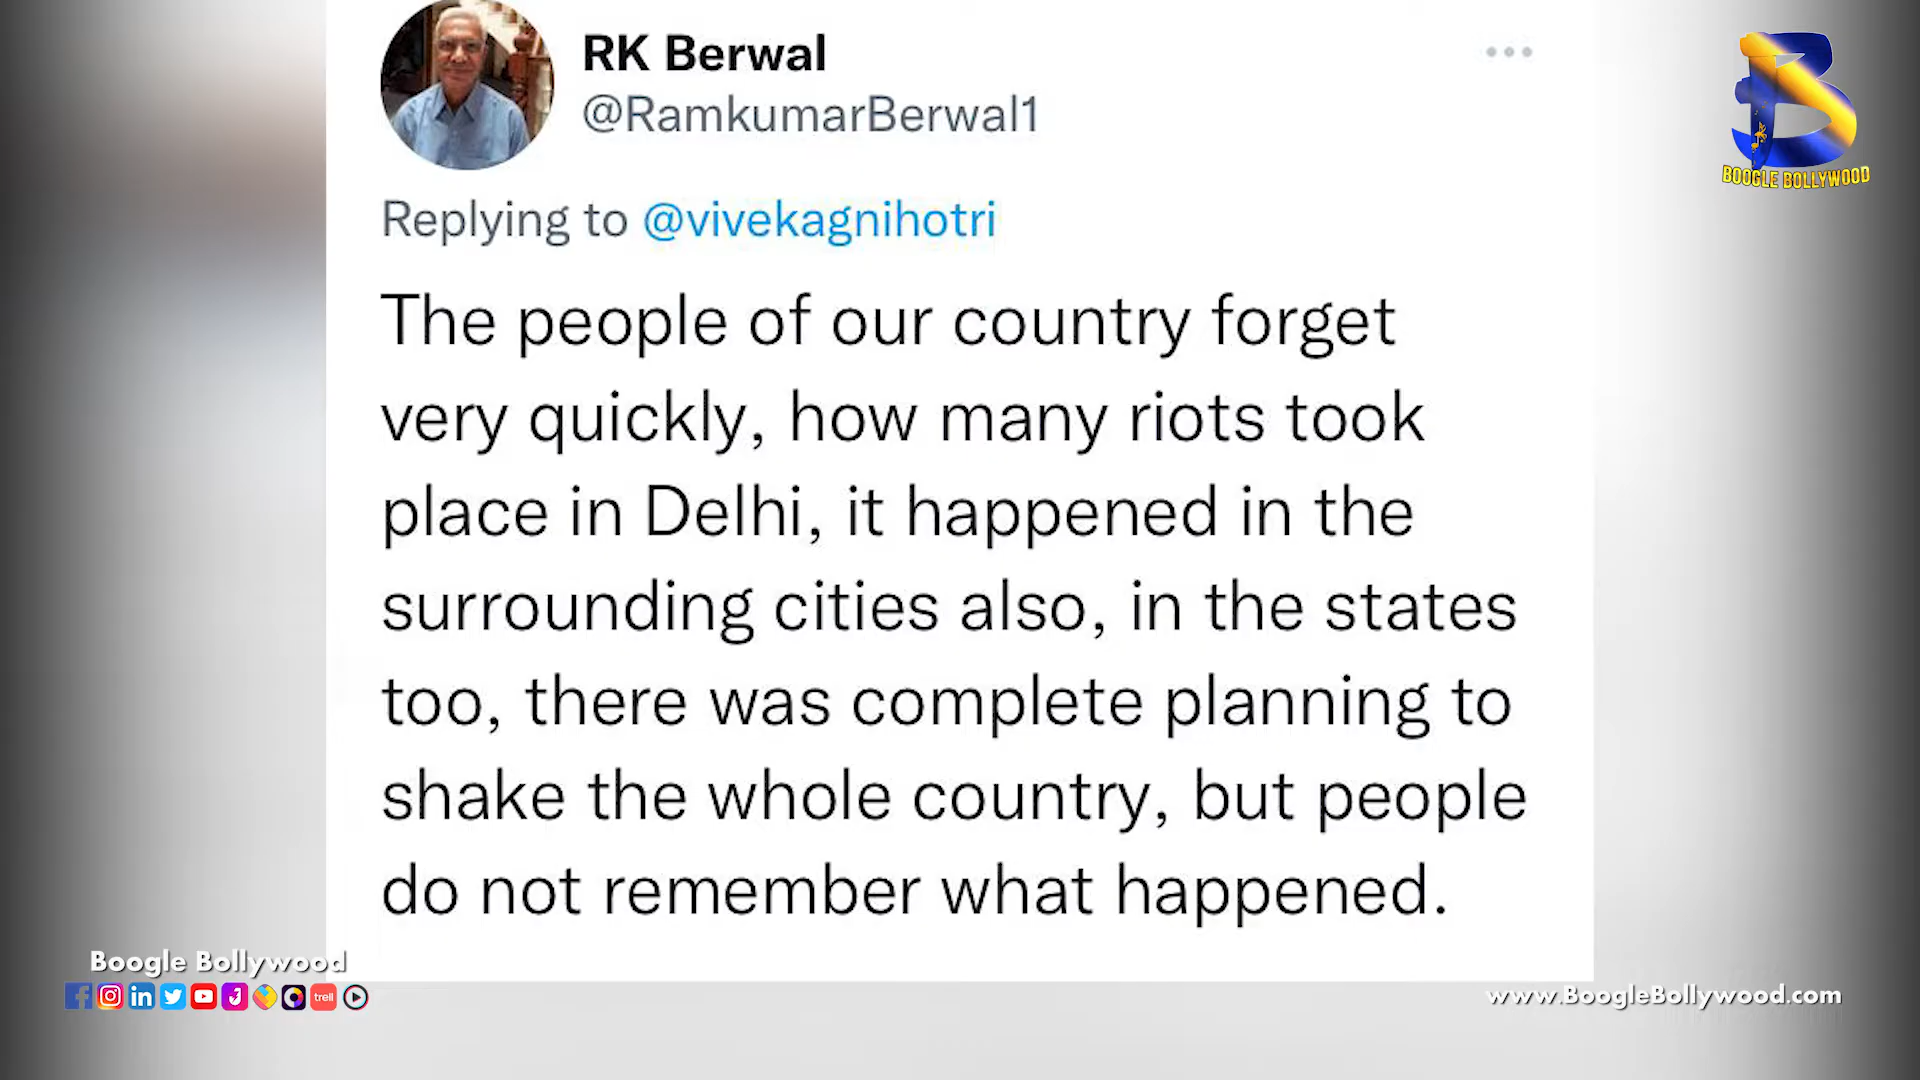 RK Berwal
@RamkumarBerwal1
Replying to @vivekagnihotri
The people of our country forget
very quickly, how many riots took
place in Delhi, it happened in the
surrounding cities also, in the states
too, there was complete planning to
shake the whole country, but people
do not remember what happened.
BOOGLE BOLLYWOOD
Boogle Bollywood
trell
www.BoogleBollywood.com